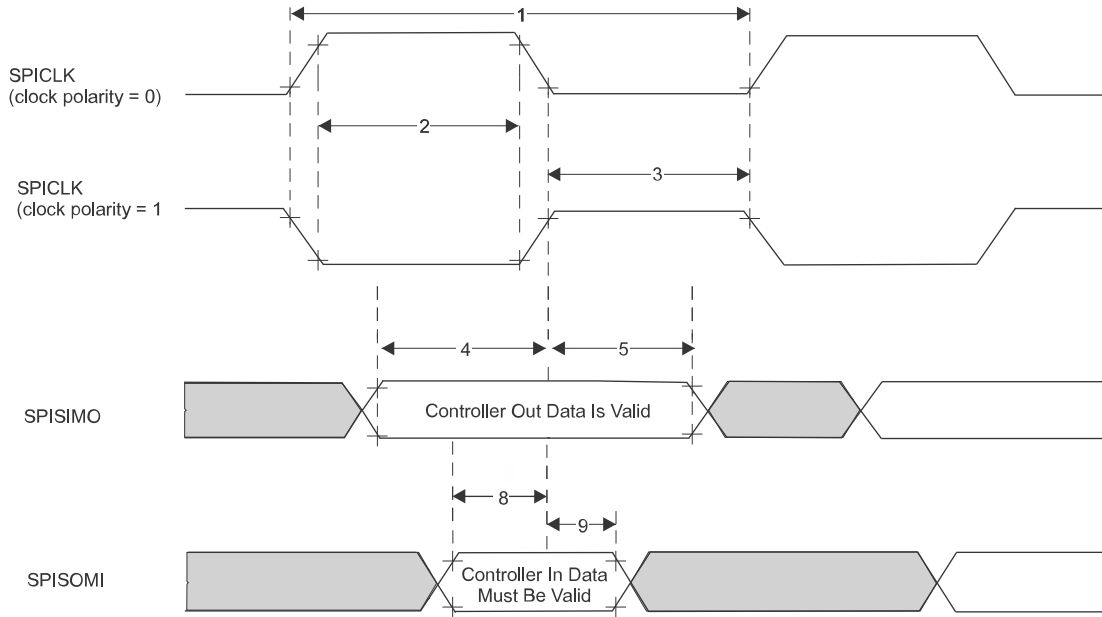 1
SPICLK
(clock polarity = 0)
2
3
SPICLK
(clock polarity = 1
4
5
SPISIMO
Controller Out Data Is Valid
8
9
SPISOMI
Controller In Data
Must Be Valid